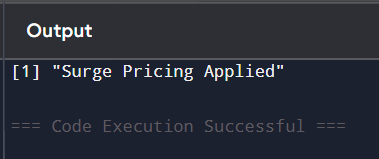 Output
[1] "Surge Pricing Applied"
=== Code Execution Successful ===